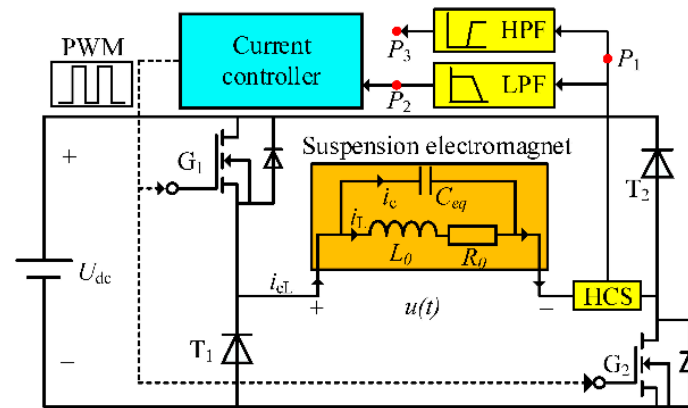 PWM
Current
controller
HPF
P3
P1
P2
LPF
Suspension electromagnet
+
G1
T2
ic
Ceq
iL
L0
R0
Udc
icL
+
u(t)
−
HCS
−
T1
G2